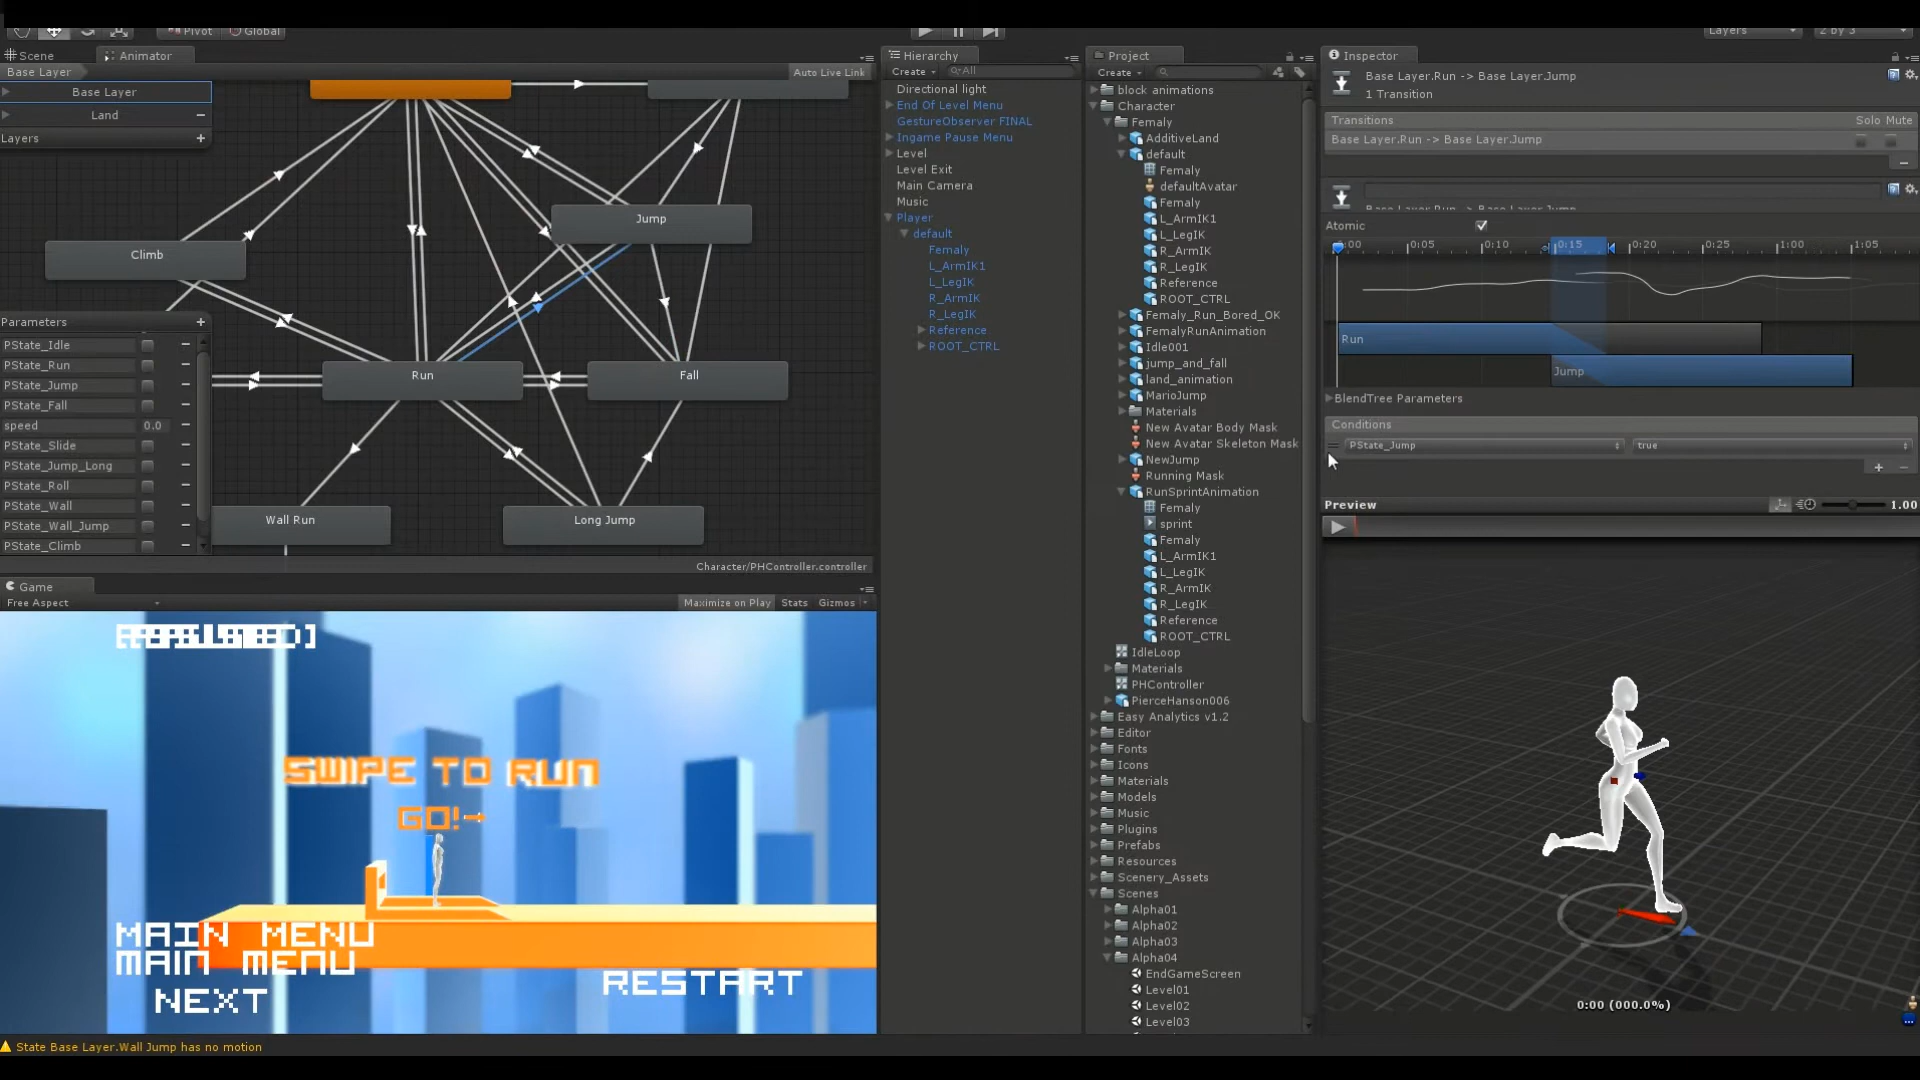 Pivot
Global
Layers
2 by 3
Scene
Animator
Base Layer
Auto Live Link
Base Layer
Land
Layers
Climb
Jump
Run
Fall
Wall Run
Long Jump
Parameters
PState_Idle
PState_Run
PState_Jump
PState_Fall
speed 0.0
PState_Slide
PState_Jump_Long
PState_Roll
PState_Wall
PState_Wall_Jump
PState_Climb
Character/PHController.controller
Game
Free Aspect
Maximize on Play Stats Gizmos
SWIPE TO RUN
GO!
MAIN MENU
MAIN MENU
NEXT
RESTART
State Base Layer.Wall Jump has no motion
Hierarchy
Create All
Directional light
End Of Level Menu
GestureObserver FINAL
Ingame Pause Menu
Level
Level Exit
Main Camera
Music
Player
default
Femaly
L_ArmIK1
L_LegIK
R_ArmIK
R_LegIK
Reference
ROOT_CTRL
Project
Create
block animations
Character
Femaly
AdditiveLand
default
Femaly
defaultAvatar
Femaly
L_ArmIK1
L_LegIK
R_ArmIK
R_LegIK
Reference
ROOT_CTRL
Femaly_Run_Bored_OK
FemalyRunAnimation
Idle001
jump_and_fall
land_animation
MarioJump
Materials
New Avatar Body Mask
New Avatar Skeleton Mask
NewJump
Running Mask
RunSprintAnimation
Femaly
sprint
Femaly
L_ArmIK1
L_LegIK
R_ArmIK
R_LegIK
Reference
ROOT_CTRL
IdleLoop
Materials
PHController
PierceHanson006
Easy Analytics v1.2
Editor
Fonts
Icons
Materials
Models
Music
Plugins
Prefabs
Resources
Scenery_Assets
Scenes
Alpha01
Alpha02
Alpha03
Alpha04
EndGameScreen
Level01
Level02
Level03
Inspector
Base Layer.Run -> Base Layer.Jump
1 Transition
Transitions Solo Mute
Base Layer.Run -> Base Layer.Jump
Base Layer.Run -> Base Layer.Jump
Atomic
0:00 0:05 0:10 0:15 0:20 0:25 1:00 1:05
Run
Jump
BlendTree Parameters
Conditions
PState_Jump true
Preview 1.00
0:00 (000.0%)